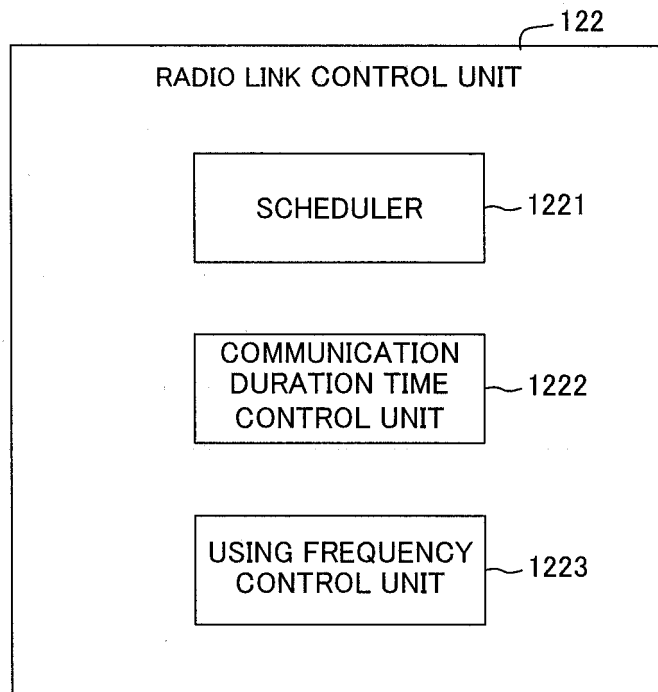 122
RADIO LINK CONTROL UNIT
SCHEDULER
1221
COMMUNICATION
DURATION TIME
CONTROL UNIT
1222
USING FREQUENCY
CONTROL UNIT
1223